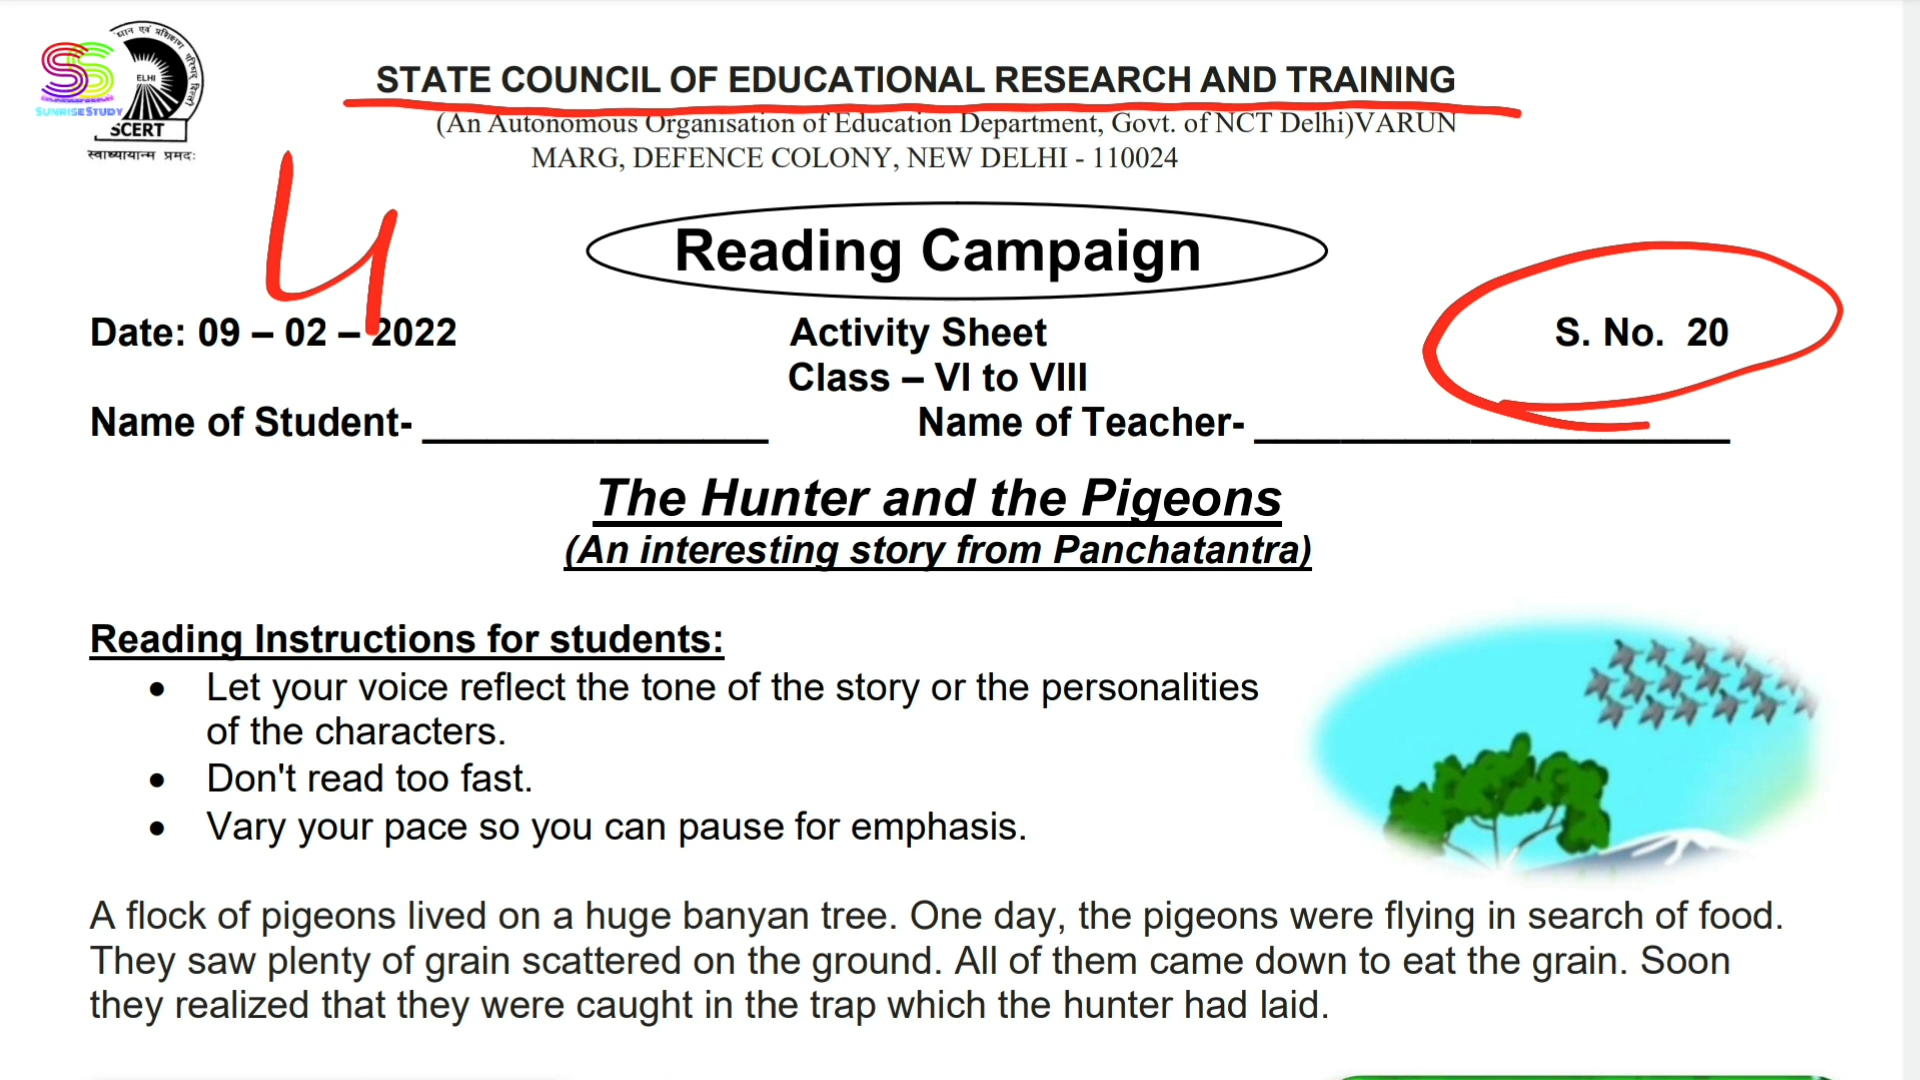 SS
SUNRISE STUDY
ELHI
SCERT
स्वाध्यायान्म प्रमदः
STATE COUNCIL OF EDUCATIONAL RESEARCH AND TRAINING
(An Autonomous Organisation of Education Department, Govt. of NCT Delhi)VARUN
MARG, DEFENCE COLONY, NEW DELHI - 110024
4
Reading Campaign
Date: 09 – 02 – 2022 Activity Sheet S. No. 20
Class – VI to VIII
Name of Student- ________________ Name of Teacher- ______________________
The Hunter and the Pigeons
(An interesting story from Panchatantra)
Reading Instructions for students:
• Let your voice reflect the tone of the story or the personalities
of the characters.
• Don't read too fast.
• Vary your pace so you can pause for emphasis.
A flock of pigeons lived on a huge banyan tree. One day, the pigeons were flying in search of food.
They saw plenty of grain scattered on the ground. All of them came down to eat the grain. Soon
they realized that they were caught in the trap which the hunter had laid.